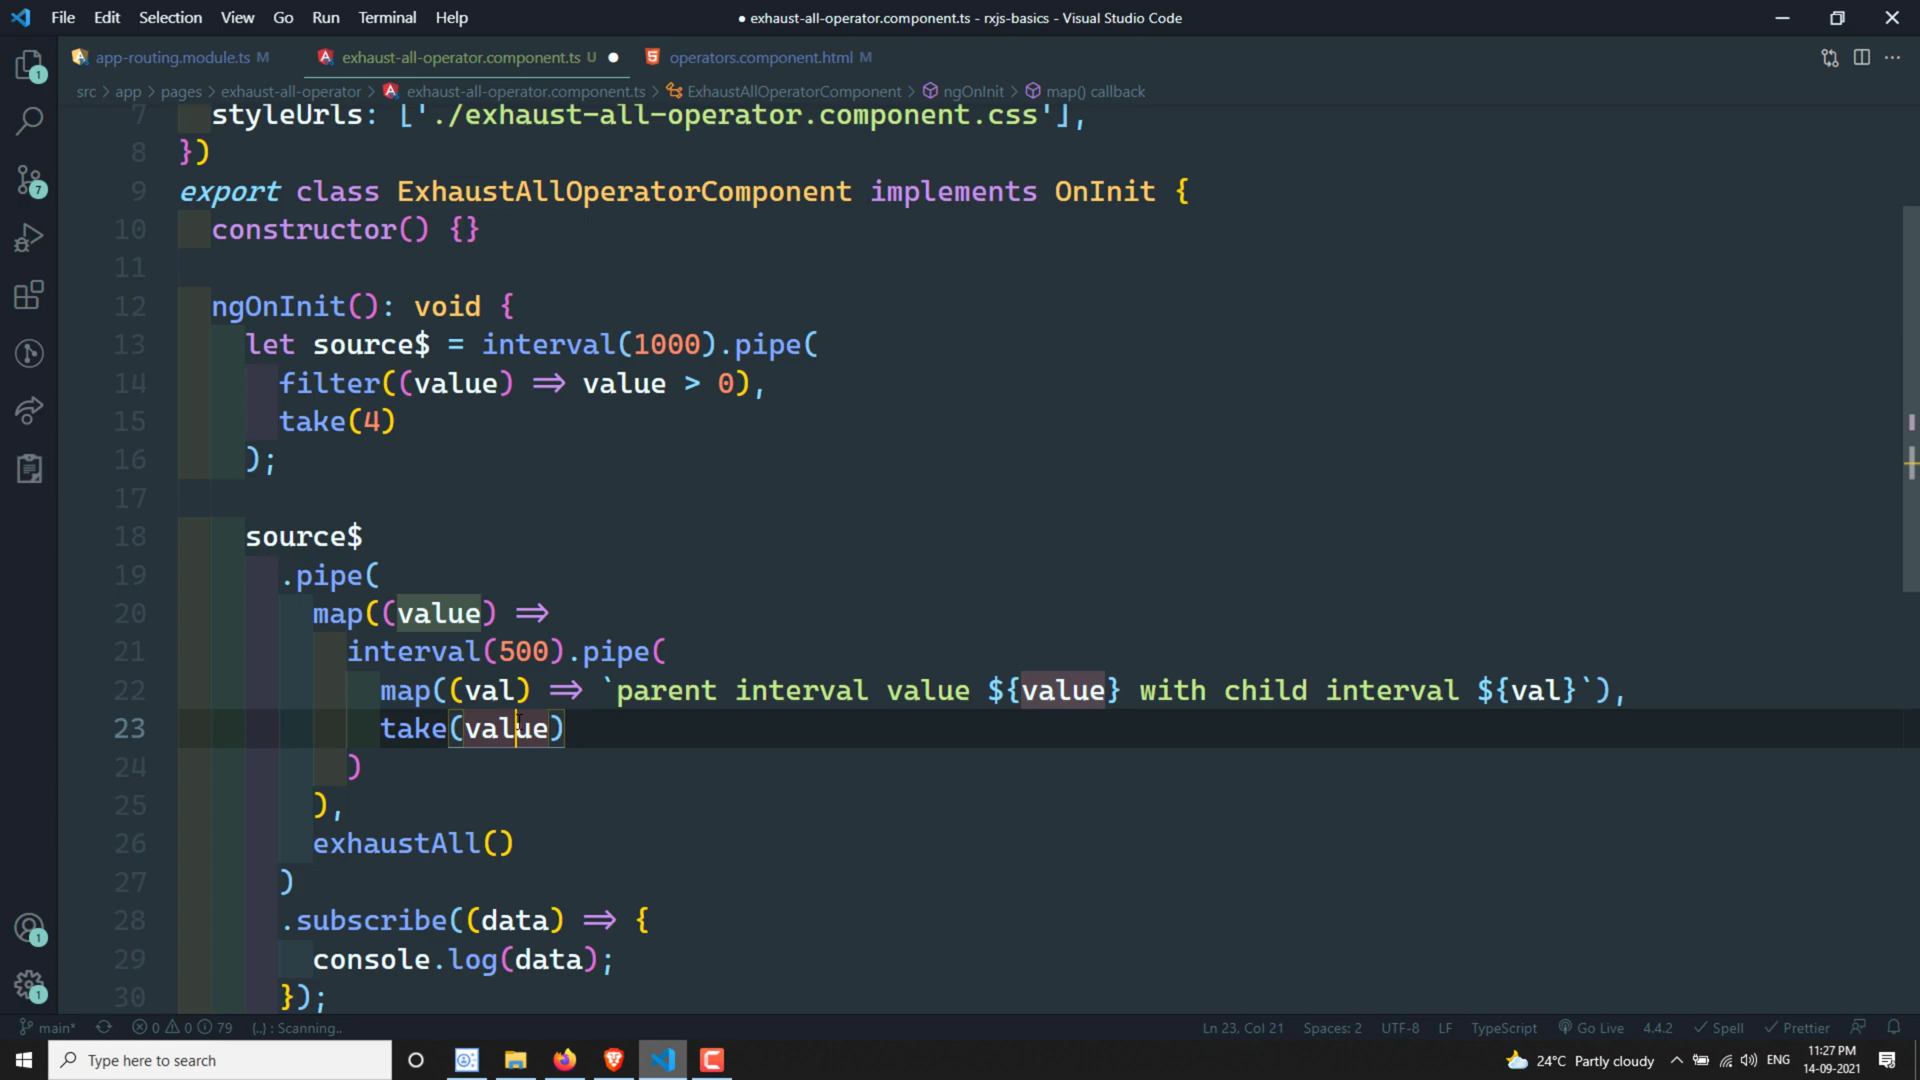 File Edit Selection View Go Run Terminal Help
● exhaust-all-operator.component.ts - rxjs-basics - Visual Studio Code
app-routing.module.ts M
exhaust-all-operator.component.ts U ●
operators.component.html M
src > app > pages > exhaust-all-operator > exhaust-all-operator.component.ts > ExhaustAllOperatorComponent > ngOnInit > map() callback
7 styleUrls: ['./exhaust-all-operator.component.css'],
8 })
9 export class ExhaustAllOperatorComponent implements OnInit {
10 constructor() {}
11
12 ngOnInit(): void {
13 let source$ = interval(1000).pipe(
14 filter((value) => value > 0),
15 take(4)
16 );
17
18 source$
19 .pipe(
20 map((value) =>
21 interval(500).pipe(
22 map((val) => `parent interval value ${value} with child interval ${val}`),
23 take(value)
24 )
25 ),
26 exhaustAll()
27 )
28 .subscribe((data) => {
29 console.log(data);
30 });
1
7
1
1
main* 0 0 79 {..} : Scanning..
Ln 23, Col 21 Spaces: 2 UTF-8 LF TypeScript Go Live 4.4.2 Spell Prettier
Type here to search
24°C Partly cloudy ENG
11:27 PM
14-09-2021